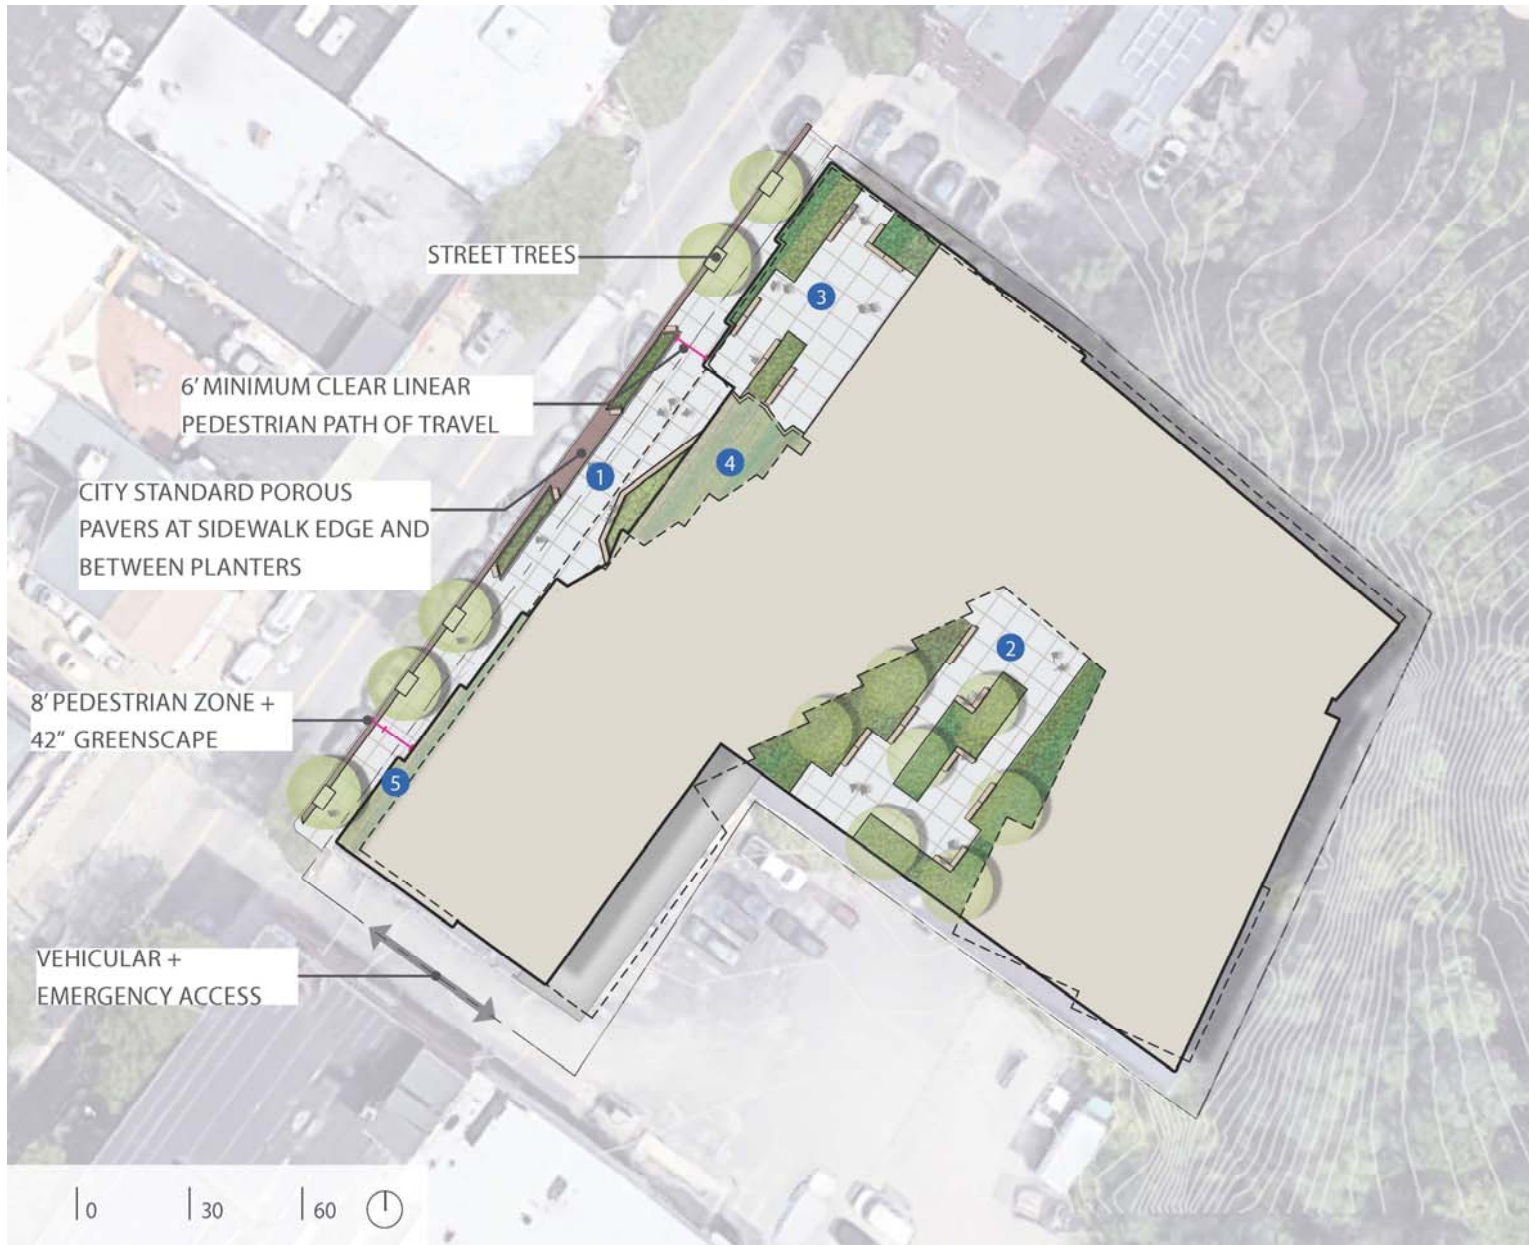 STREET TREES
3
6' MINIMUM CLEAR LINEAR
PEDESTRIAN PATH OF TRAVEL
4
1
CITY STANDARD POROUS
PAVERS AT SIDEWALK EDGE AND
BETWEEN PLANTERS
2
8' PEDESTRIAN ZONE +
42" GREENSCAPE
5
VEHICULAR +
EMERGENCY ACCESS
0 30 60